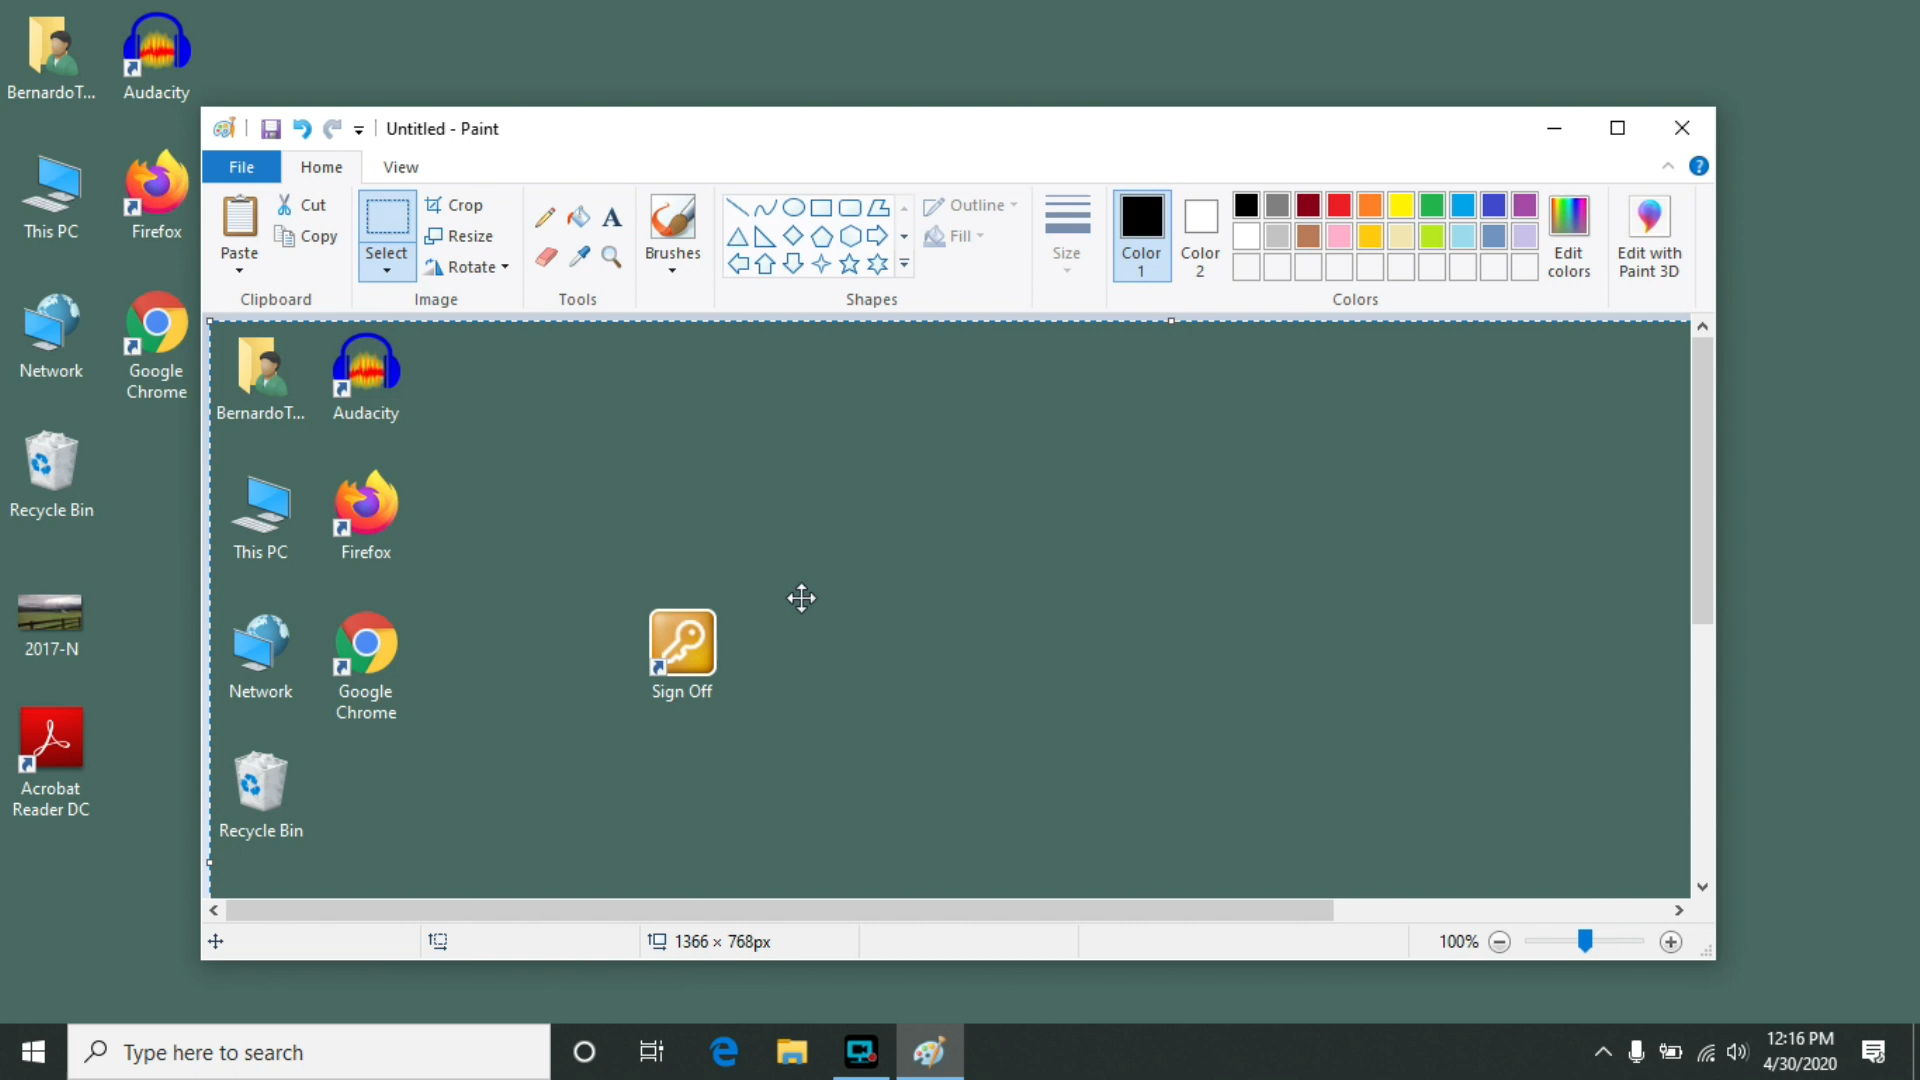 BernardoT...
Audacity
This PC
Firefox
Network
Google
Chrome
Recycle Bin
2017-N
Acrobat
Reader DC
Untitled - Paint
File
Home
View
Paste
Cut
Copy
Clipboard
Select
Crop
Resize
Rotate
Image
A
Tools
Brushes
Shapes
Outline
Fill
Size
Color
1
Color
2
Colors
Edit
colors
Edit with
Paint 3D
?
BernardoT...
Audacity
This PC
Firefox
Network
Google
Chrome
Sign Off
Recycle Bin
1366 × 768px
100%
Type here to search
12:16 PM
4/30/2020